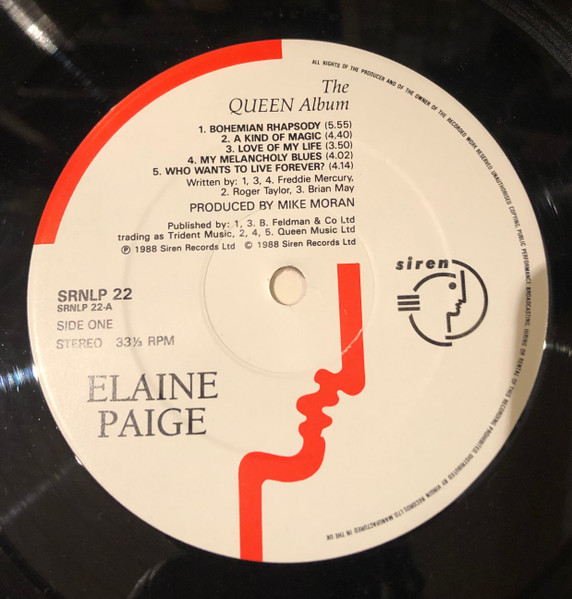 The
QUEEN Album
1. BOHEMIAN RHAPSODY (5.55)
2. A KIND OF MAGIC (4.40)
3. LOVE OF MY LIFE (3.50)
4. MY MELANCHOLY BLUES (4.02)
5. WHO WANTS TO LIVE FOREVER? (4.14)
Written by: 1, 3, 4. Freddie Mercury,
2. Roger Taylor, 3. Brian May
PRODUCED BY MIKE MORAN
Published by: 1, 3. B. Feldman & Co Ltd
trading as Trident Music, 2, 4, 5. Queen Music Ltd
℗ 1988 Siren Records Ltd © 1988 Siren Records Ltd
siren
SRNLP 22
SRNLP 22-A
SIDE ONE
STEREO 33⅓ RPM
ELAINE
PAIGE
ALL RIGHTS OF THE PRODUCER AND OF THE OWNER OF THE RECORDED WORK RESERVED. UNAUTHORISED COPYING, PUBLIC PERFORMANCE, BROADCASTING, HIRING OR RENTAL OF THIS RECORDING PROHIBITED. DISTRIBUTED BY VIRGIN RECORDS LTD. MANUFACTURED IN THE UK